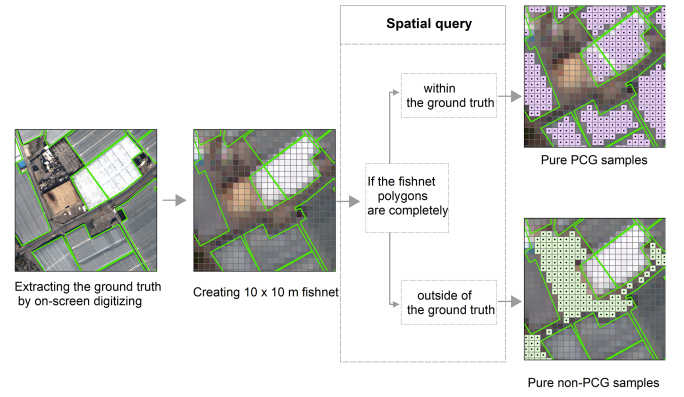 Extracting the ground truth
by on-screen digitizing
Creating 10 x 10 m fishnet
Spatial query
If the fishnet
polygons
are completely
within
the ground truth
outside of
the ground truth
Pure PCG samples
Pure non-PCG samples